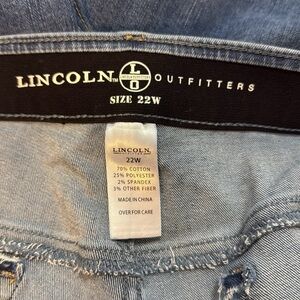 LINCOLN™ LO OUTFITTERS
SIZE 22W
LINCOLN
22W
70% COTTON
25% POLYESTER
2% SPANDEX
3% OTHER FIBER
MADE IN CHINA
OVER FOR CARE